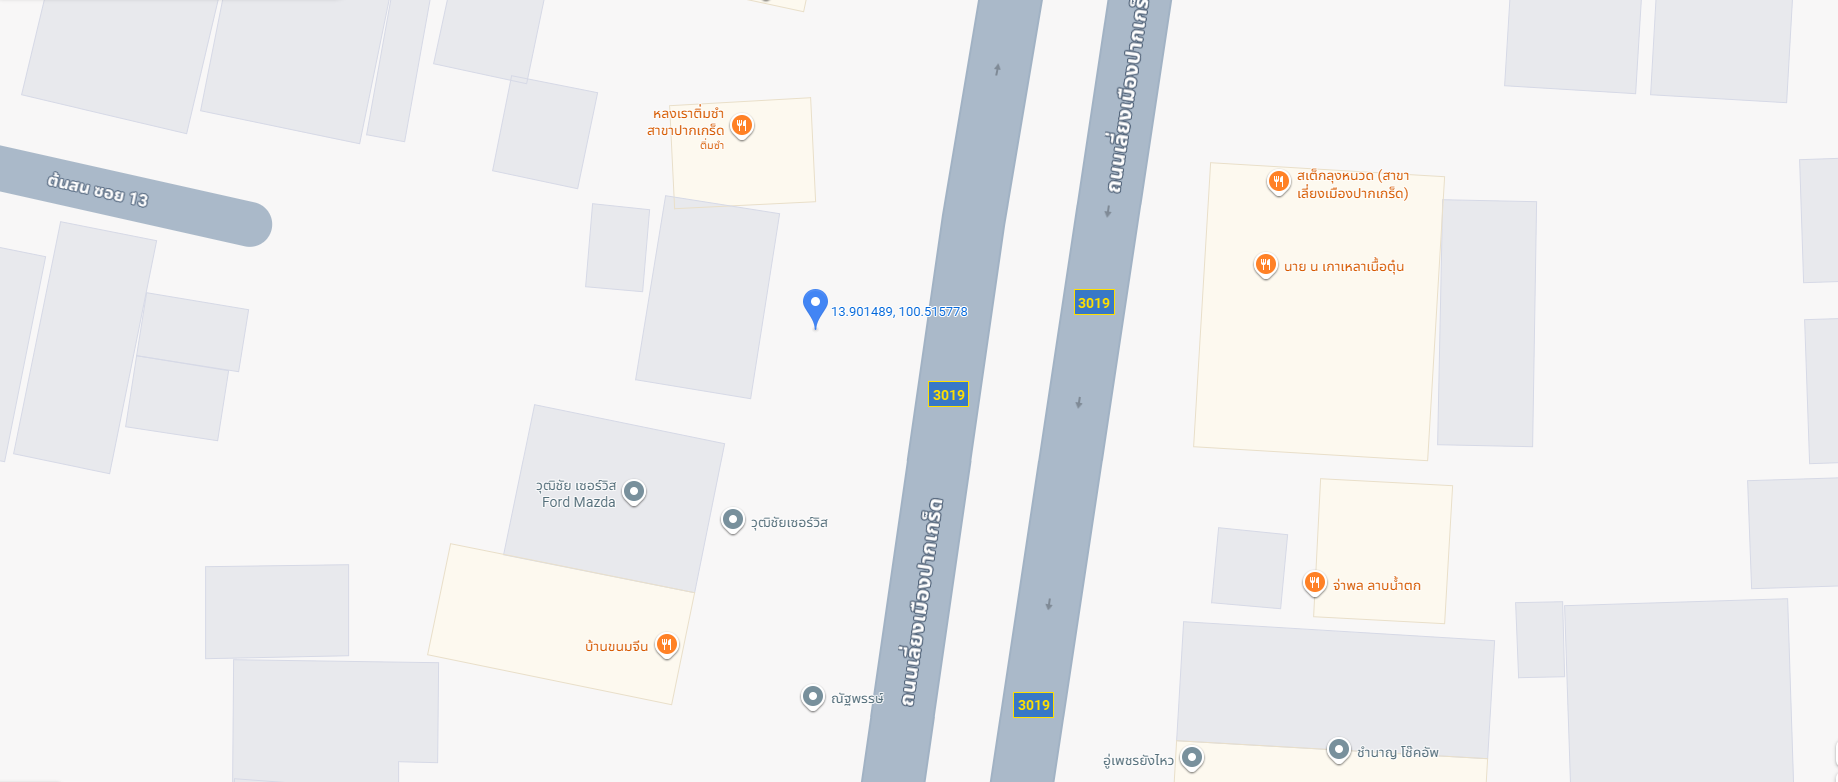 ถนนเลี่ยงเมืองปากเกร็ด
หลงเราติ่มซำ
สาขาปากเกร็ด
ติ่มซำ
ต้นสน ซอย 13
สเต็กลุงหนวด (สาขา
เลี่ยงเมืองปากเกร็ด)
นาย น เกาเหลาเนื้อตุ๋น
3019
13.901489, 100.515778
3019
วุฒิชัย เซอร์วิส
Ford Mazda
วุฒิชัยเซอร์วิส
ถนนเลี่ยงเมืองปากเกร็ด
จ่าพล ลาบน้ำตก
บ้านขนมจีน
ณัฐพรรษ์
3019
อู่เพชรยังไหว
ชำนาญ โช๊คอัพ